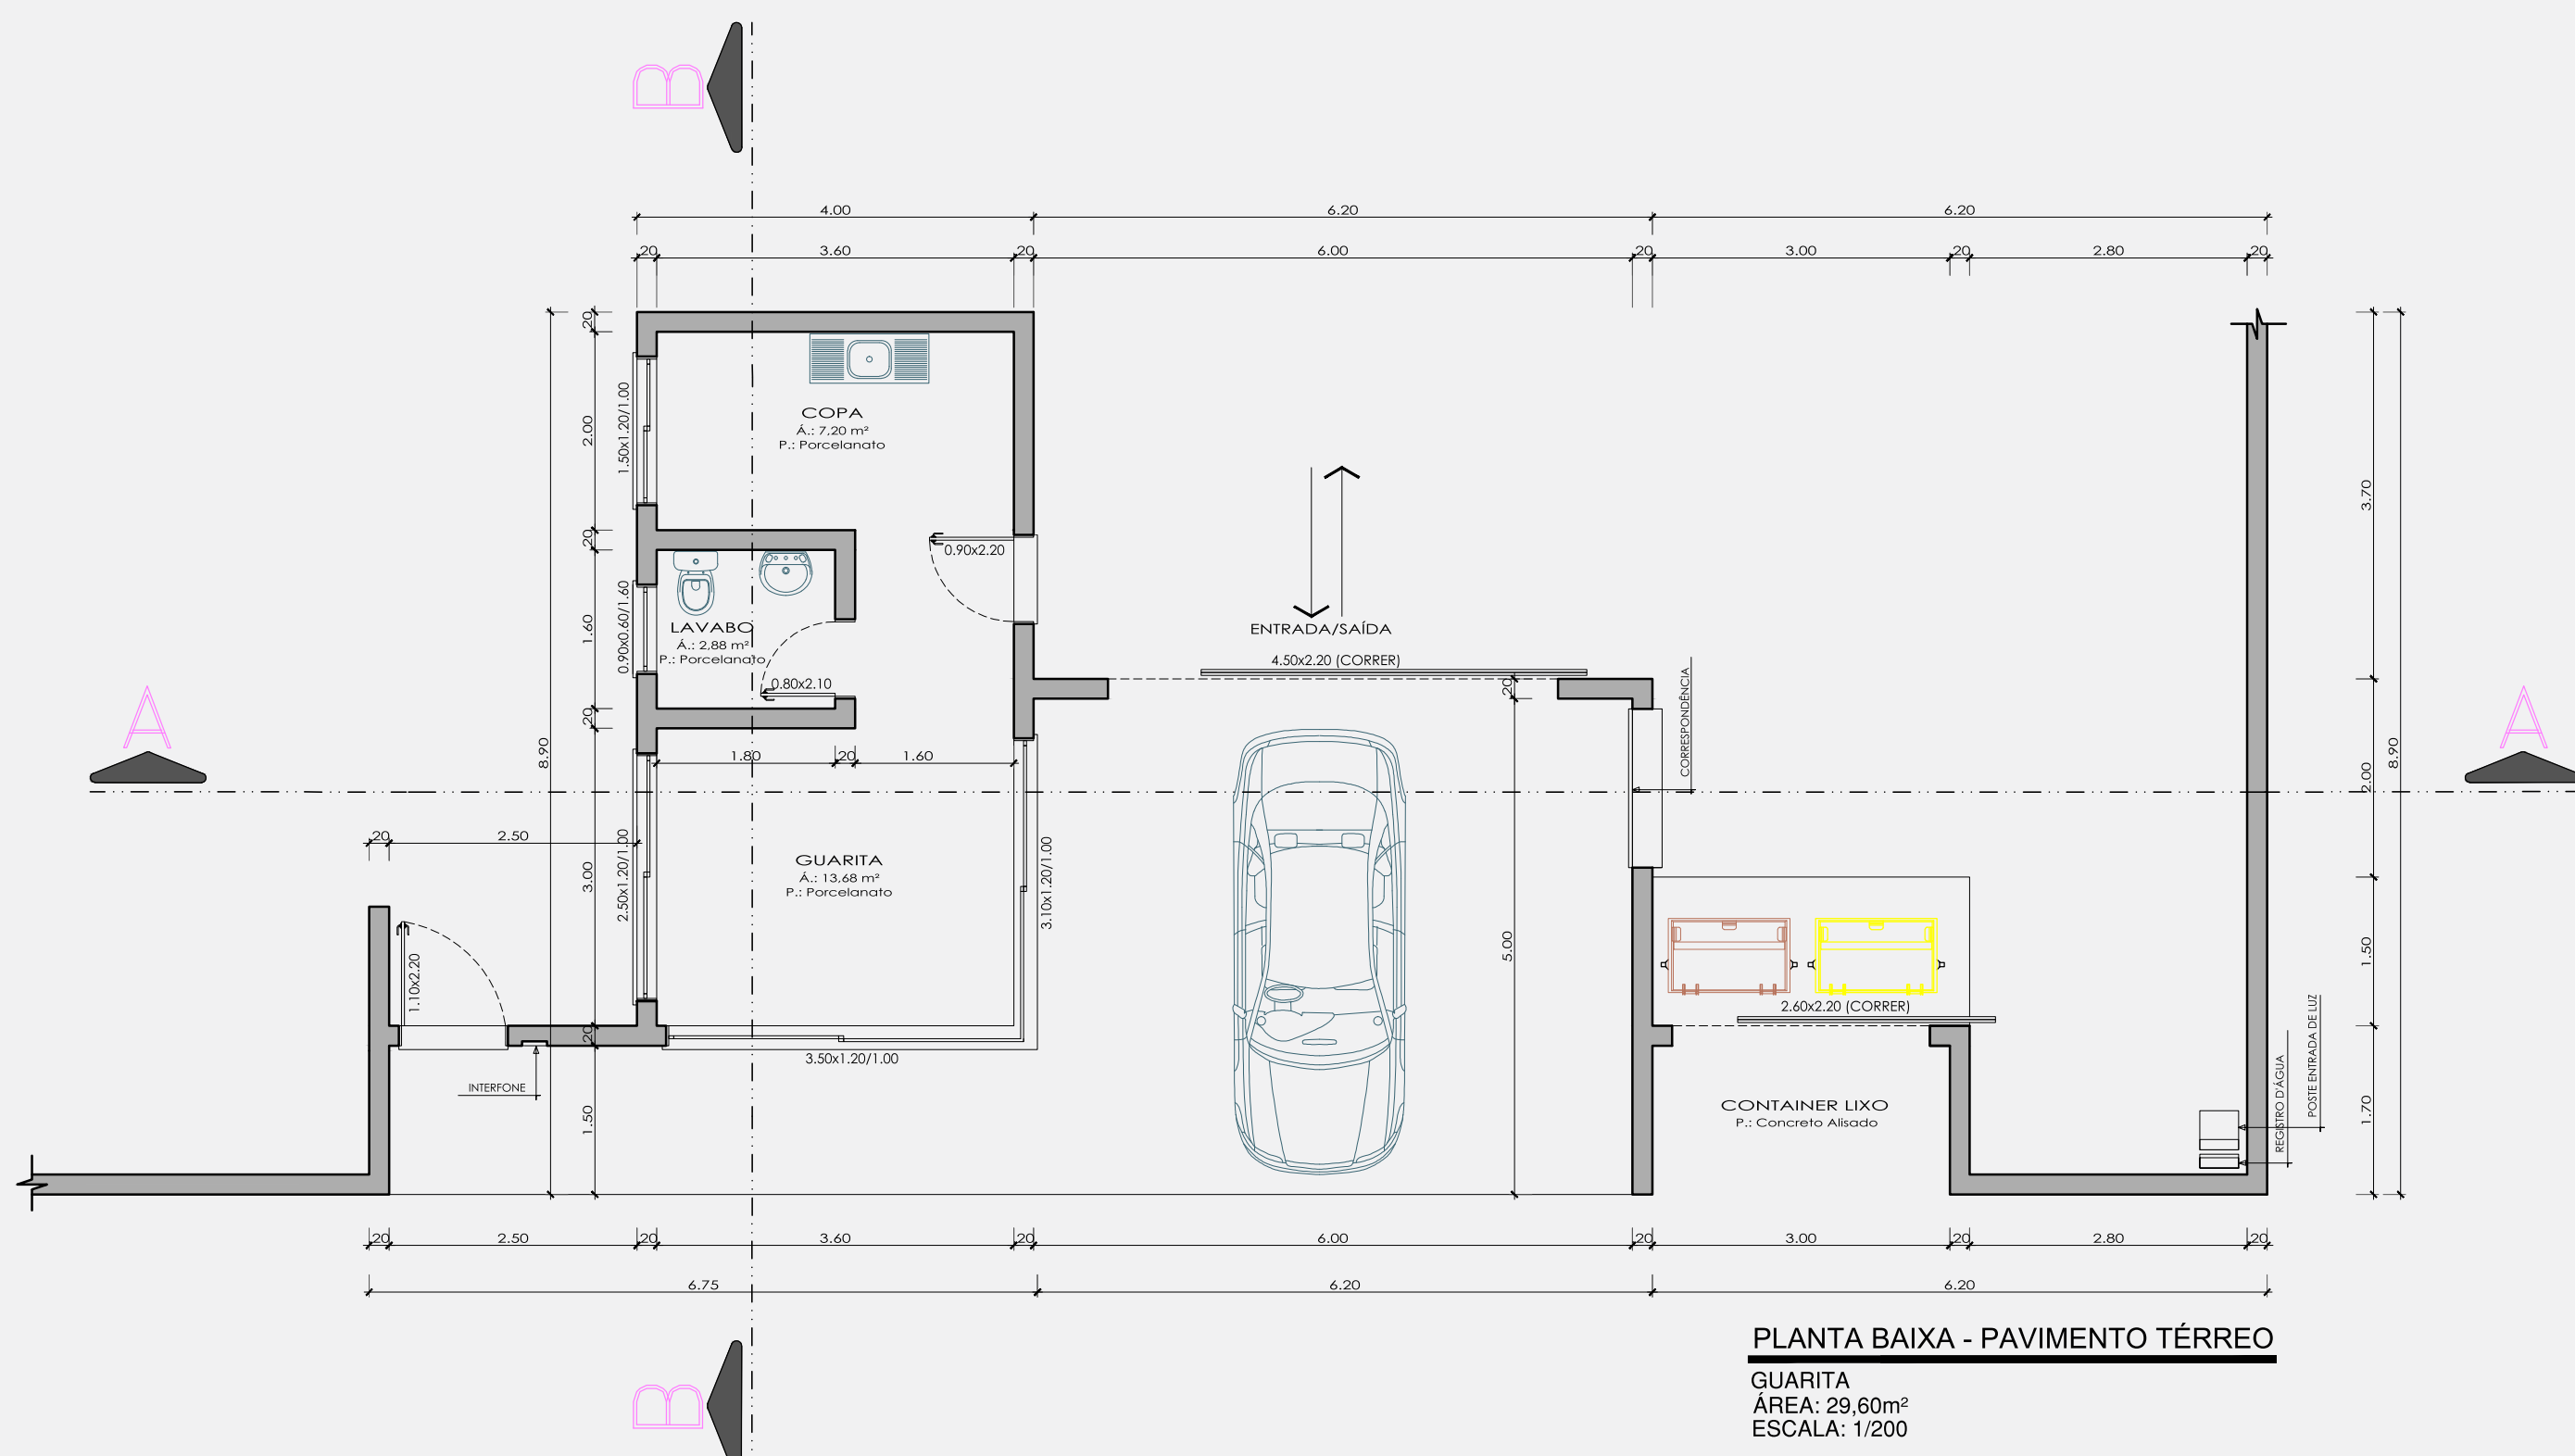 B
4.00
6.20
6.20
20
3.60
20
6.00
20
3.00
20
2.80
20
20
2.00
20
1.60
20
3.00
20
1.50
8.90
1.50x1.20/1.00
0.90x0.60/1.60
2.50x1.20/1.00
COPA
Á.: 7,20 m²
P.: Porcelanato
0.90x2.20
LAVABO
Á.: 2,88 m²
P.: Porcelanato
0.80x2.10
1.80
20
1.60
ENTRADA/SAÍDA
4.50x2.20 (CORRER)
20
5.00
CORRESPONDÊNCIA
A
A
3.70
2.00
1.50
1.70
8.90
20
2.50
1.10x2.20
GUARITA
Á.: 13,68 m²
P.: Porcelanato
3.10x1.20/1.00
3.50x1.20/1.00
INTERFONE
2.60x2.20 (CORRER)
CONTAINER LIXO
P.: Concreto Alisado
REGISTRO D'ÁGUA
POSTE ENTRADA DE LUZ
20
2.50
20
3.60
20
6.00
20
3.00
20
2.80
20
6.75
6.20
6.20
B
PLANTA BAIXA - PAVIMENTO TÉRREO
GUARITA
ÁREA: 29,60m²
ESCALA: 1/200